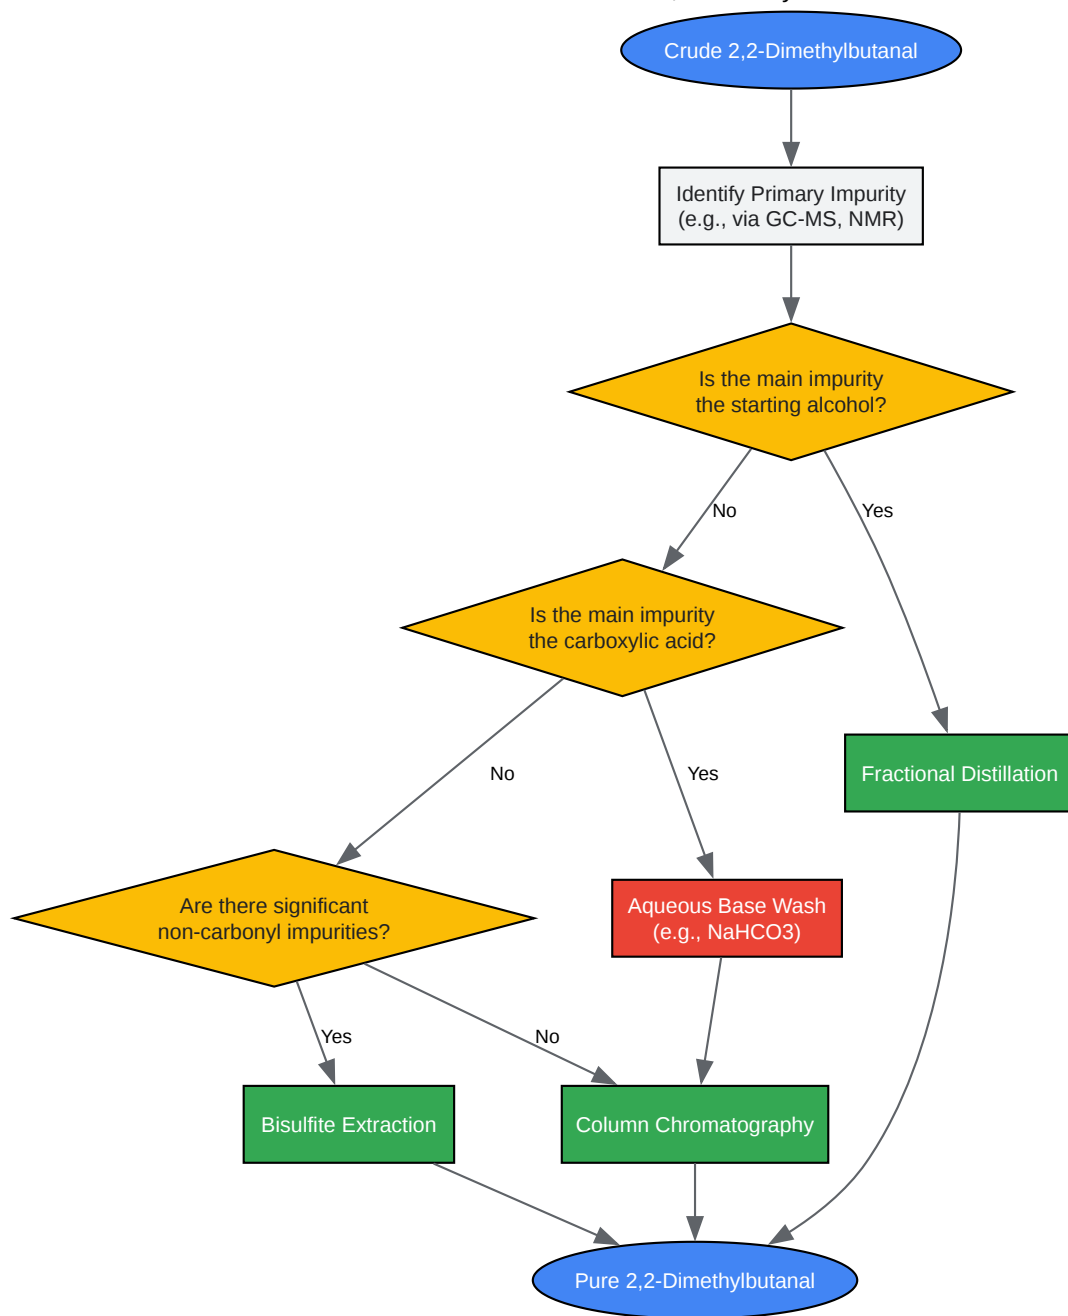 Crude 2,2-Dimethylbutanal
Identify Primary Impurity
(e.g., via GC-MS, NMR)
Is the main impurity
the starting alcohol?
No
Yes
Is the main impurity
the carboxylic acid?
No
Yes
Fractional Distillation
Are there significant
non-carbonyl impurities?
Aqueous Base Wash
(e.g., NaHCO3)
Yes
No
Bisulfite Extraction
Column Chromatography
Pure 2,2-Dimethylbutanal